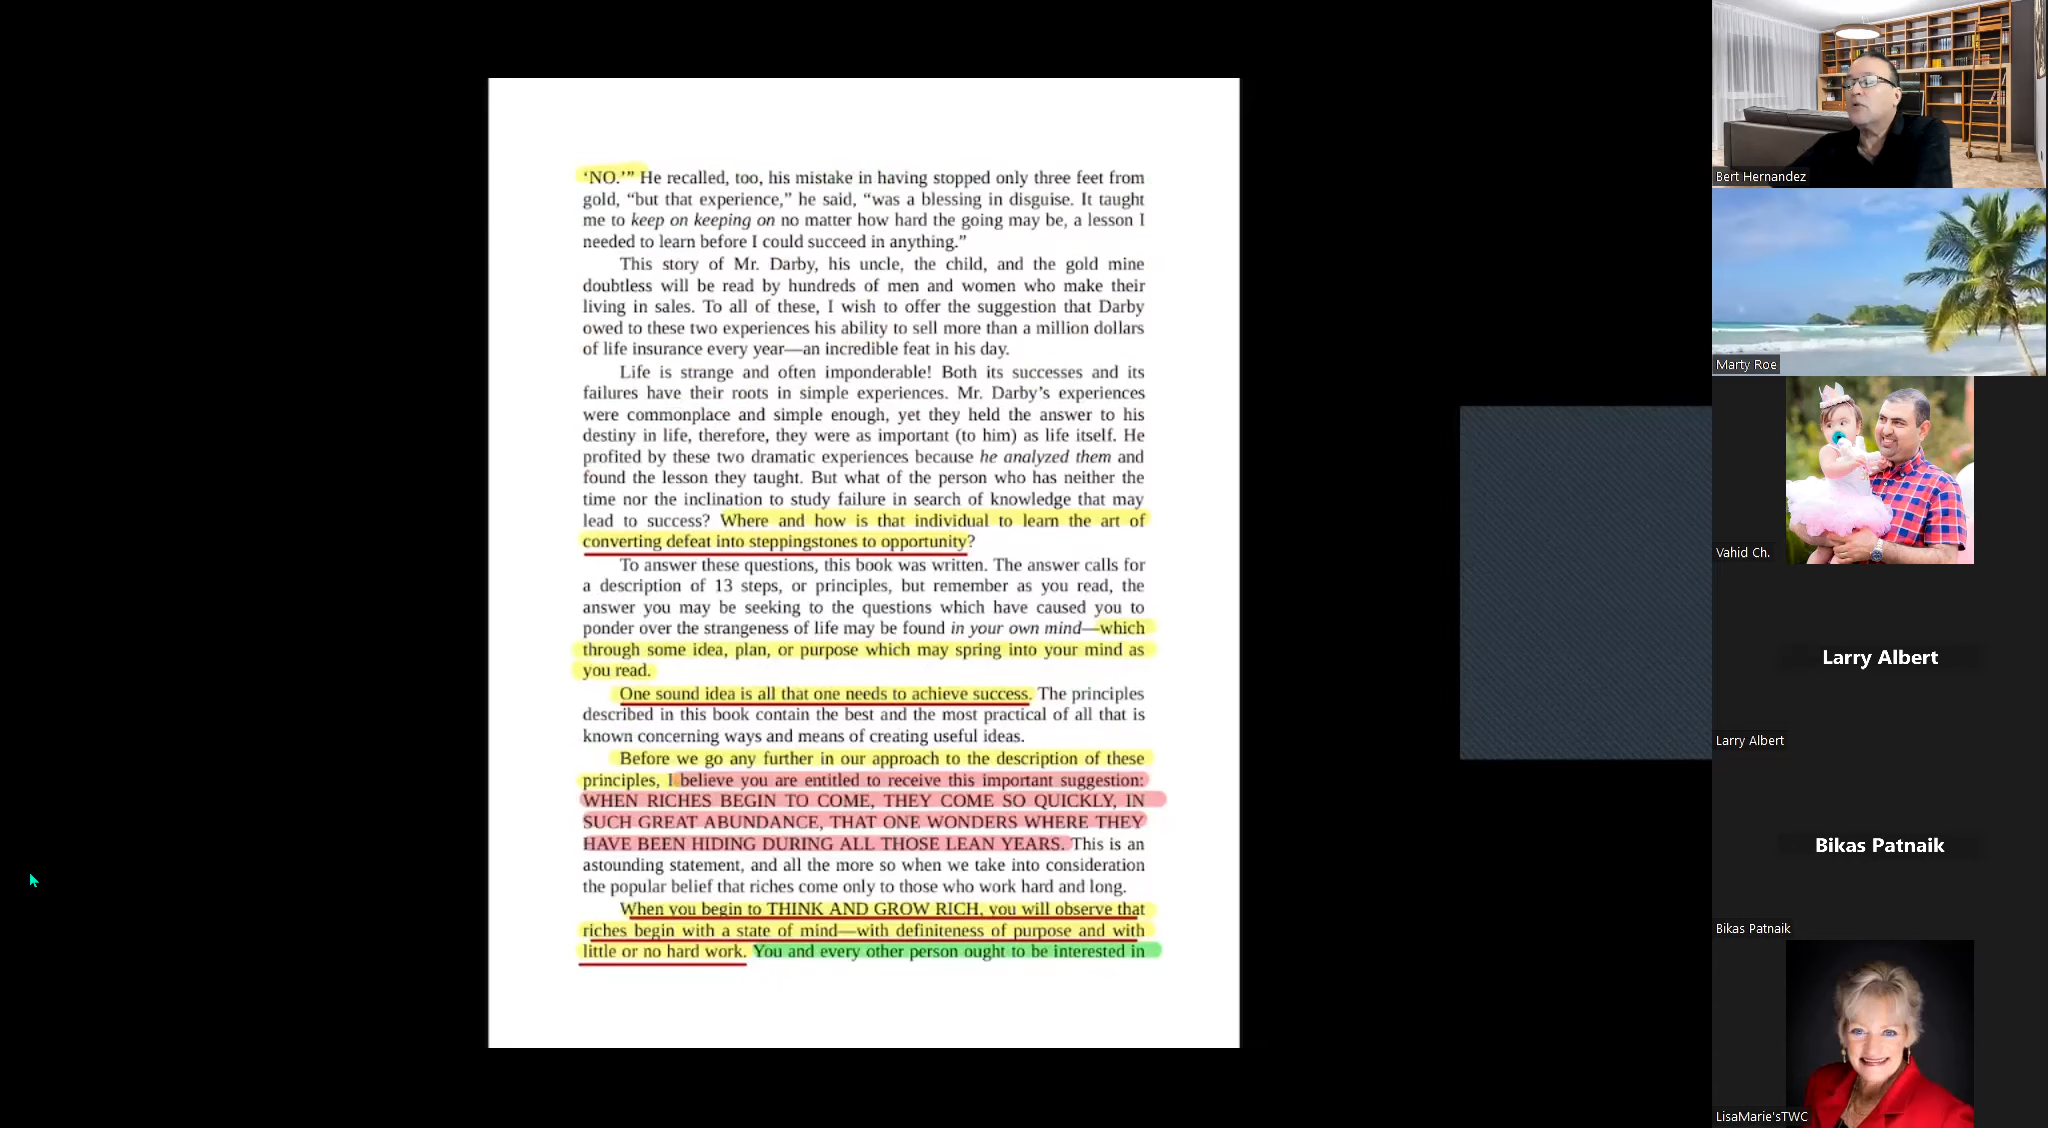 ‘NO.’” He recalled, too, his mistake in having stopped only three feet from
gold, “but that experience,” he said, “was a blessing in disguise. It taught
me to keep on keeping on no matter how hard the going may be, a lesson I
needed to learn before I could succeed in anything.”
This story of Mr. Darby, his uncle, the child, and the gold mine
doubtless will be read by hundreds of men and women who make their
living in sales. To all of these, I wish to offer the suggestion that Darby
owed to these two experiences his ability to sell more than a million dollars
of life insurance every year—an incredible feat in his day.
Life is strange and often imponderable! Both its successes and its
failures have their roots in simple experiences. Mr. Darby’s experiences
were commonplace and simple enough, yet they held the answer to his
destiny in life, therefore, they were as important (to him) as life itself. He
profited by these two dramatic experiences because he analyzed them and
found the lesson they taught. But what of the person who has neither the
time nor the inclination to study failure in search of knowledge that may
lead to success? Where and how is that individual to learn the art of
converting defeat into steppingstones to opportunity?
To answer these questions, this book was written. The answer calls for
a description of 13 steps, or principles, but remember as you read, the
answer you may be seeking to the questions which have caused you to
ponder over the strangeness of life may be found in your own mind—which
through some idea, plan, or purpose which may spring into your mind as
you read.
One sound idea is all that one needs to achieve success. The principles
described in this book contain the best and the most practical of all that is
known concerning ways and means of creating useful ideas.
Before we go any further in our approach to the description of these
principles, I believe you are entitled to receive this important suggestion:
WHEN RICHES BEGIN TO COME, THEY COME SO QUICKLY, IN
SUCH GREAT ABUNDANCE, THAT ONE WONDERS WHERE THEY
HAVE BEEN HIDING DURING ALL THOSE LEAN YEARS. This is an
astounding statement, and all the more so when we take into consideration
the popular belief that riches come only to those who work hard and long.
When you begin to THINK AND GROW RICH, you will observe that
riches begin with a state of mind—with definiteness of purpose and with
little or no hard work. You and every other person ought to be interested in
Bert Hernandez
Marty Roe
Vahid Ch.
Larry Albert
Larry Albert
Bikas Patnaik
Bikas Patnaik
LisaMarie'sTWC